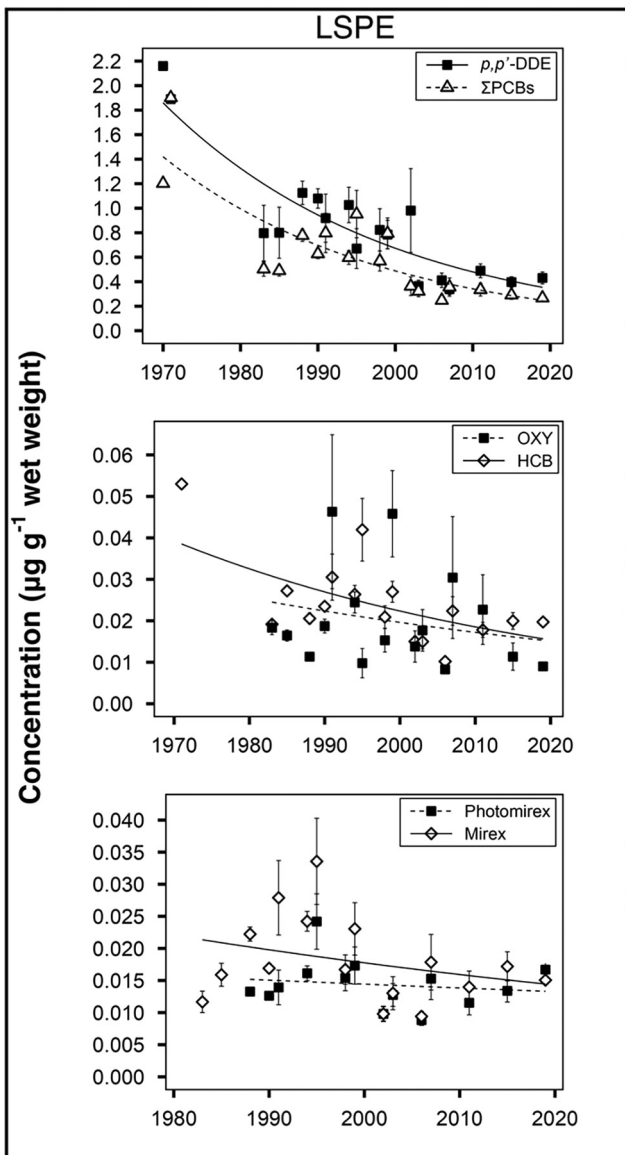 LSPE
Concentration (µg g⁻¹ wet weight)
2.2
2.0
1.8
1.6
1.4
1.2
1.0
0.8
0.6
0.4
0.2
0.0
p,p'-DDE
ΣPCBs
1970 1980 1990 2000 2010 2020
0.06
0.05
0.04
0.03
0.02
0.01
0.00
OXY
HCB
1970 1980 1990 2000 2010 2020
0.040
0.035
0.030
0.025
0.020
0.015
0.010
0.005
0.000
Photomirex
Mirex
1980 1990 2000 2010 2020